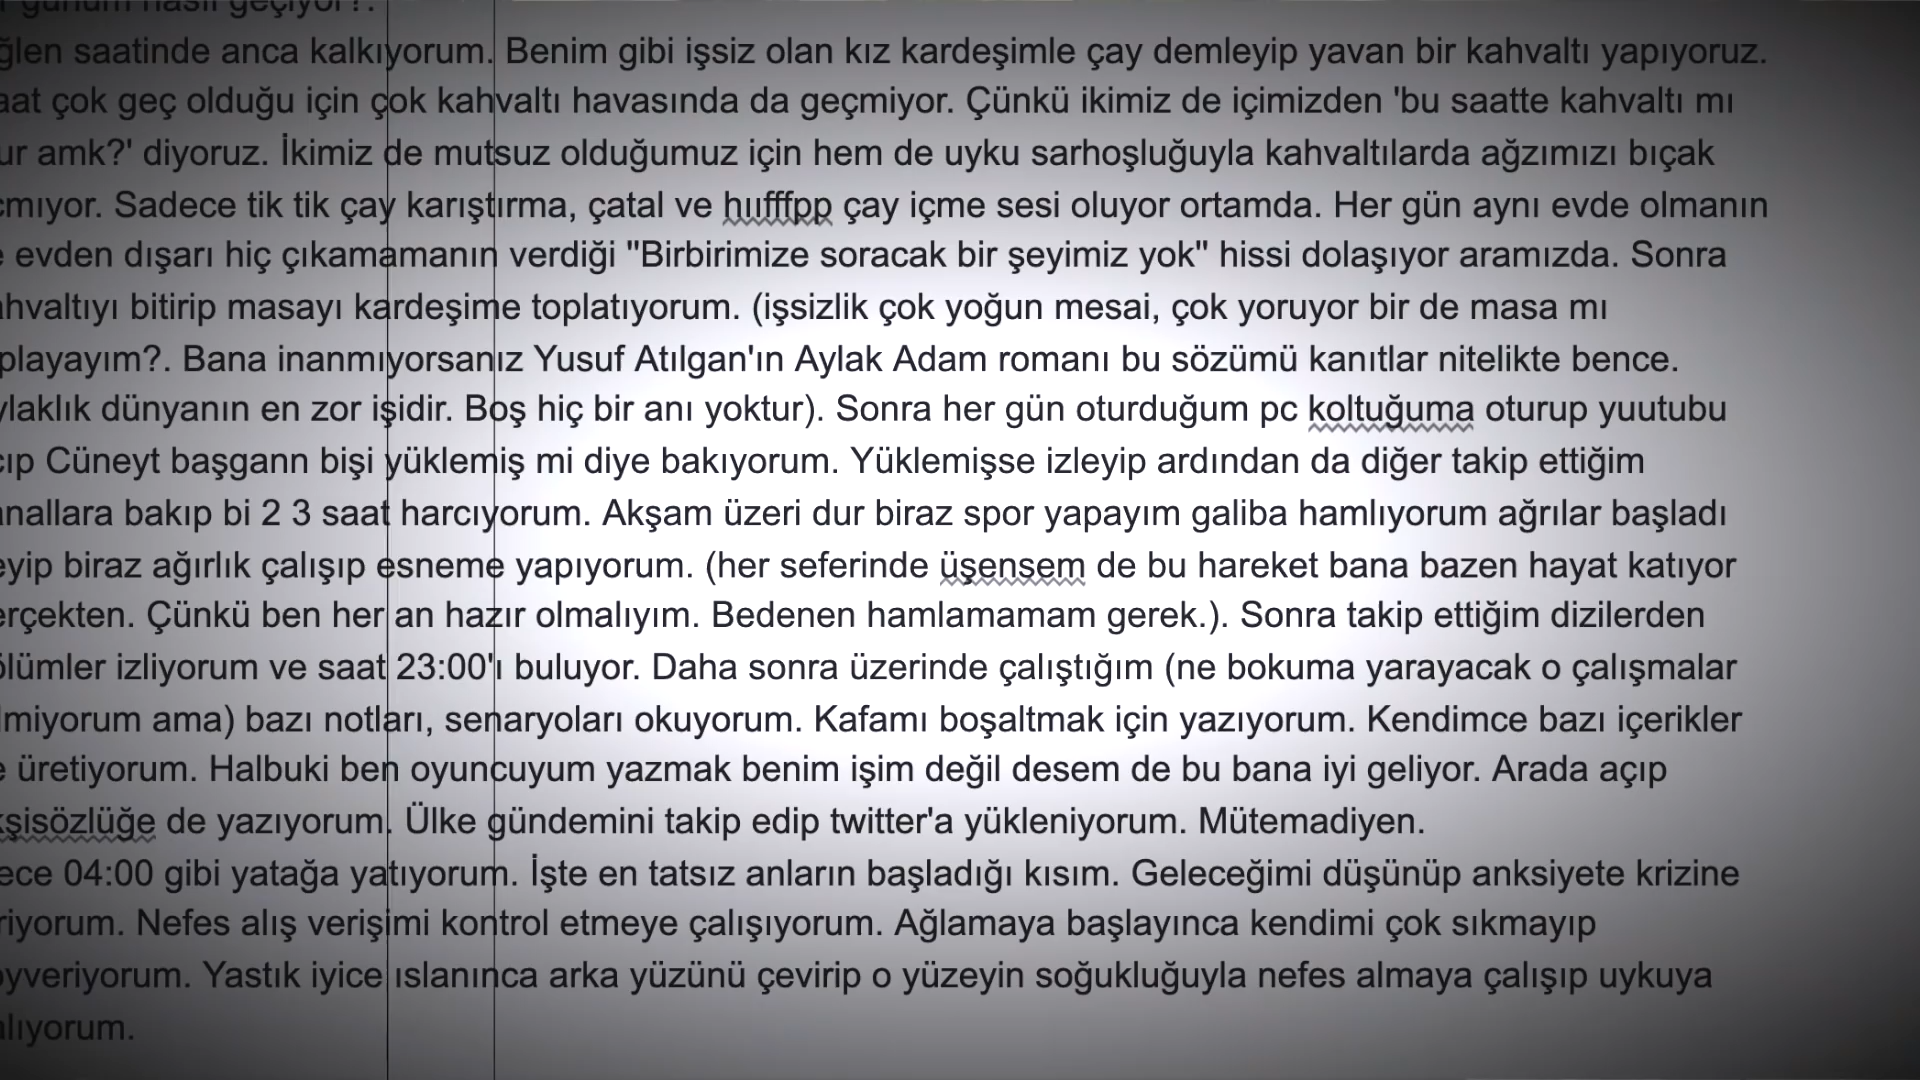 günüm nasıl geçiyor?.
ğlen saatinde anca kalkıyorum. Benim gibi işsiz olan kız kardeşimle çay demleyip yavan bir kahvaltı yapıyoruz.
aat çok geç olduğu için çok kahvaltı havasında da geçmiyor. Çünkü ikimiz de içimizden 'bu saatte kahvaltı mı
ur amk?' diyoruz. İkimiz de mutsuz olduğumuz için hem de uyku sarhoşluğuyla kahvaltılarda ağzımızı bıçak
çmıyor. Sadece tik tik çay karıştırma, çatal ve hı​ıfffpp çay içme sesi oluyor ortamda. Her gün aynı evde olmanın
e evden dışarı hiç çıkamamanın verdiği "Birbirimize soracak bir şeyimiz yok" hissi dolaşıyor aramızda. Sonra
ahvaltıyı bitirip masayı kardeşime toplatıyorum. (işsizlik çok yoğun mesai, çok yoruyor bir de masa mı
playayım?. Bana inanmıyorsanız Yusuf Atılgan'ın Aylak Adam romanı bu sözümü kanıtlar nitelikte bence.
ylaklık dünyanın en zor işidir. Boş hiç bir anı yoktur). Sonra her gün oturduğum pc koltuğuma oturup yuutubu
çıp Cüneyt başgann bişi yüklemiş mi diye bakıyorum. Yüklemişse izleyip ardından da diğer takip ettiğim
anallara bakıp bi 2 3 saat harcıyorum. Akşam üzeri dur biraz spor yapayım galiba hamlıyorum ağrılar başladı
eyip biraz ağırlık çalışıp esneme yapıyorum. (her seferinde üşensem de bu hareket bana bazen hayat katıyor
erçekten. Çünkü ben her an hazır olmalıyım. Bedenen hamlamamam gerek.). Sonra takip ettiğim dizilerden
ölümler izliyorum ve saat 23:00'ı buluyor. Daha sonra üzerinde çalıştığım (ne bokuma yarayacak o çalışmalar
lmiyorum ama) bazı notları, senaryoları okuyorum. Kafamı boşaltmak için yazıyorum. Kendimce bazı içerikler
e üretiyorum. Halbuki ben oyuncuyum yazmak benim işim değil desem de bu bana iyi geliyor. Arada açıp
kşisözlüğe de yazıyorum. Ülke gündemini takip edip twitter'a yükleniyorum. Mütemadiyen.
ece 04:00 gibi yatağa yatıyorum. İşte en tatsız anların başladığı kısım. Geleceğimi düşünüp anksiyete krizine
riyorum. Nefes alış verişimi kontrol etmeye çalışıyorum. Ağlamaya başlayınca kendimi çok sıkmayıp
oyveriyorum. Yastık iyice ıslanınca arka yüzünü çevirip o yüzeyin soğukluğuyla nefes almaya çalışıp uykuya
alıyorum.